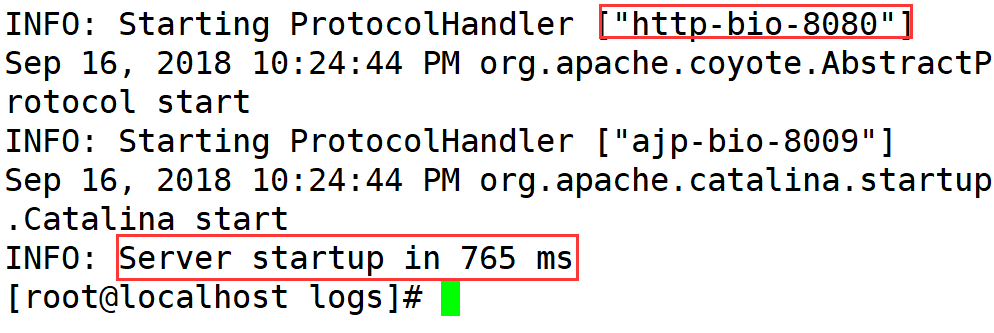 INFO: Starting ProtocolHandler ["http-bio-8080"]
Sep 16, 2018 10:24:44 PM org.apache.coyote.AbstractP
rotocol start
INFO: Starting ProtocolHandler ["ajp-bio-8009"]
Sep 16, 2018 10:24:44 PM org.apache.catalina.startup
.Catalina start
INFO: Server startup in 765 ms
[root@localhost logs]#